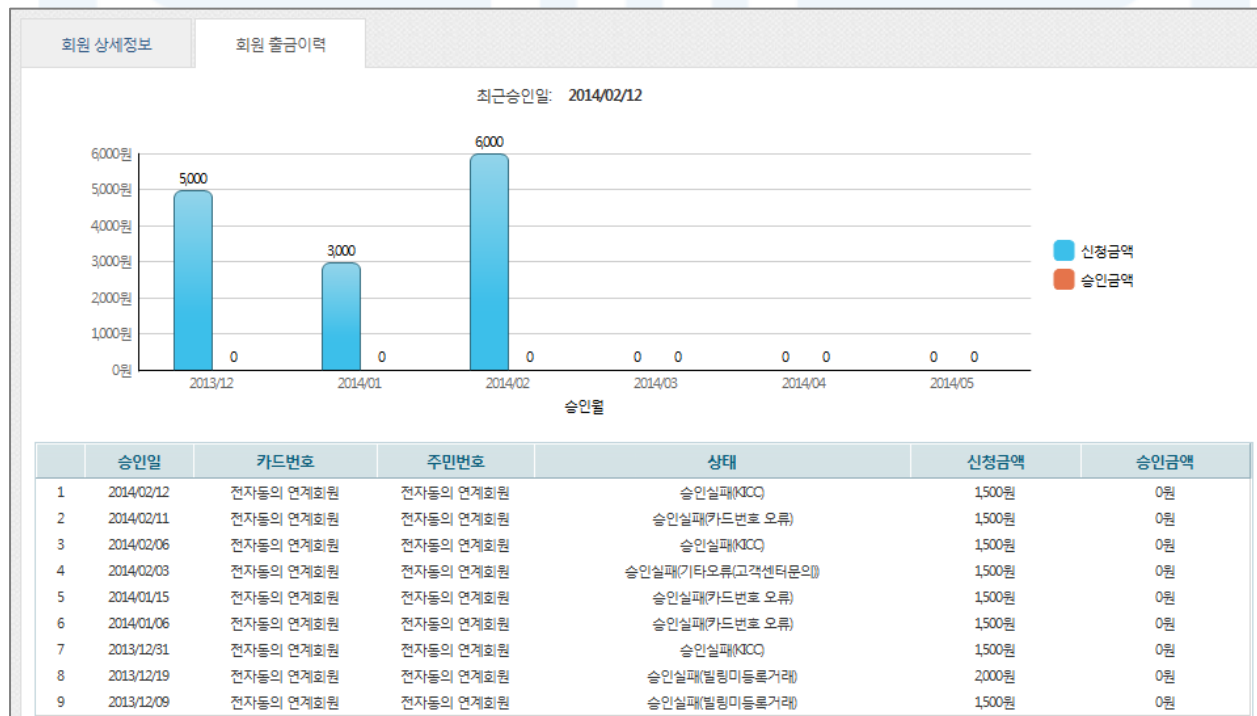 회원 상세정보 회원 출금이력
최근승인일: 2014/02/12
6,000
6,000원
5,000
5,000원
4,000원
3,000
3,000원
신청금액
승인금액
2,000원
1,000원
0 0 0 0 0 0 0 0 0
0원
2013/12 2014/01 2014/02 2014/03 2014/04 2014/05
승인월
승인일 카드번호 주민번호 상태 신청금액 승인금액
1 2014/02/12 전자동의 연계회원 전자동의 연계회원 승인실패(KICC) 1,500원 0원
2 2014/02/11 전자동의 연계회원 전자동의 연계회원 승인실패(카드번호 오류) 1,500원 0원
3 2014/02/06 전자동의 연계회원 전자동의 연계회원 승인실패(KICC) 1,500원 0원
4 2014/02/03 전자동의 연계회원 전자동의 연계회원 승인실패(기타오류(고객센터문의)) 1,500원 0원
5 2014/01/15 전자동의 연계회원 전자동의 연계회원 승인실패(카드번호 오류) 1,500원 0원
6 2014/01/06 전자동의 연계회원 전자동의 연계회원 승인실패(카드번호 오류) 1,500원 0원
7 2013/12/31 전자동의 연계회원 전자동의 연계회원 승인실패(KICC) 1,500원 0원
8 2013/12/19 전자동의 연계회원 전자동의 연계회원 승인실패(빌링미등록거래) 2,000원 0원
9 2013/12/09 전자동의 연계회원 전자동의 연계회원 승인실패(빌링미등록거래) 1,500원 0원